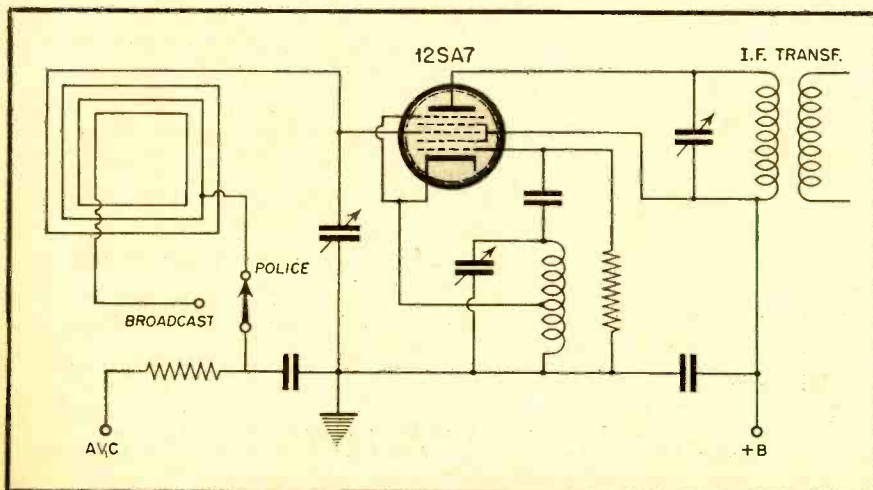 12SA7
I.F. TRANSF.
POLICE
BROADCAST
AVC
+B